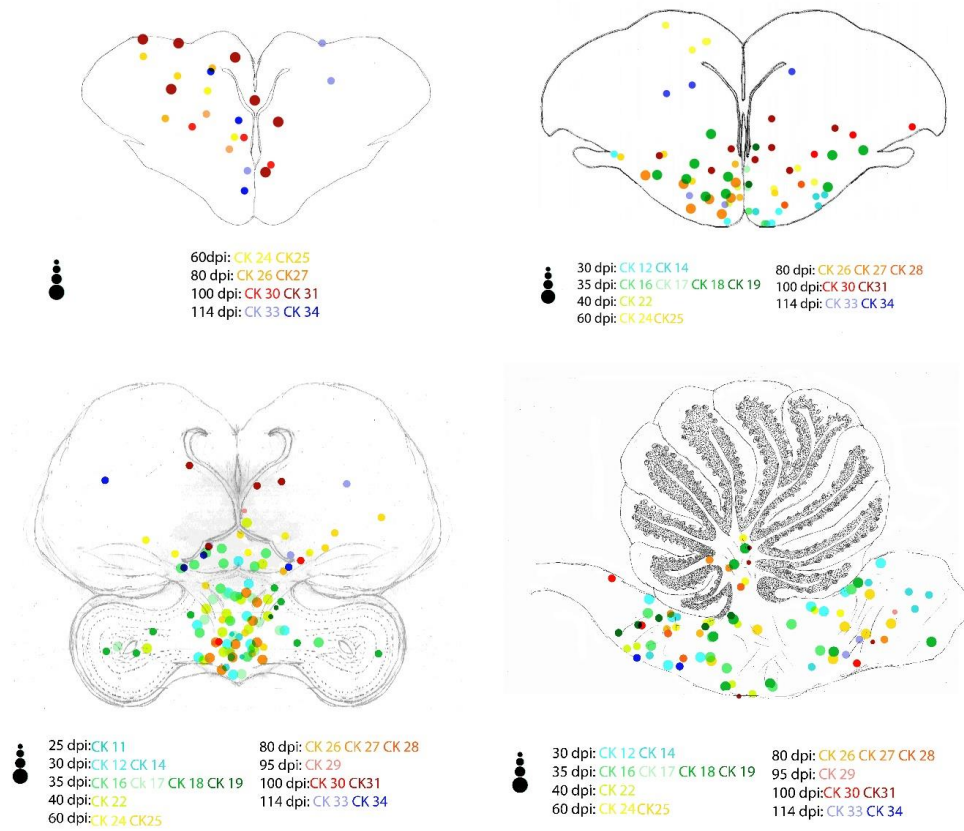 60dpi: CK 24 CK25
80 dpi: CK 26 CK27
100 dpi: CK 30 CK 31
114 dpi: CK 33 CK 34
30 dpi: CK 12 CK 14
35 dpi: CK 16 CK 17 CK 18 CK 19
40 dpi: CK 22
60 dpi: CK 24CK25
80 dpi: CK 26 CK 27 CK 28
100 dpi: CK 30 CK31
114 dpi: CK 33 CK 34
25 dpi:CK 11
30 dpi: CK 12 CK 14
35 dpi: CK 16 Ck 17 CK 18 CK 19
40 dpi: CK 22
60 dpi: CK 24 CK25
80 dpi: CK 26 CK 27 CK 28
95 dpi: CK 29
100 dpi: CK 30 CK31
114 dpi: CK 33 CK 34
30 dpi: CK 12 CK 14
35 dpi: CK 16 CK 17 CK 18 CK 19
40 dpi: CK 22
60 dpi: CK 24 CK25
80 dpi: CK 26 CK 27 CK 28
95 dpi: CK 29
100 dpi: CK 30 CK31
114 dpi: CK 33 CK 34